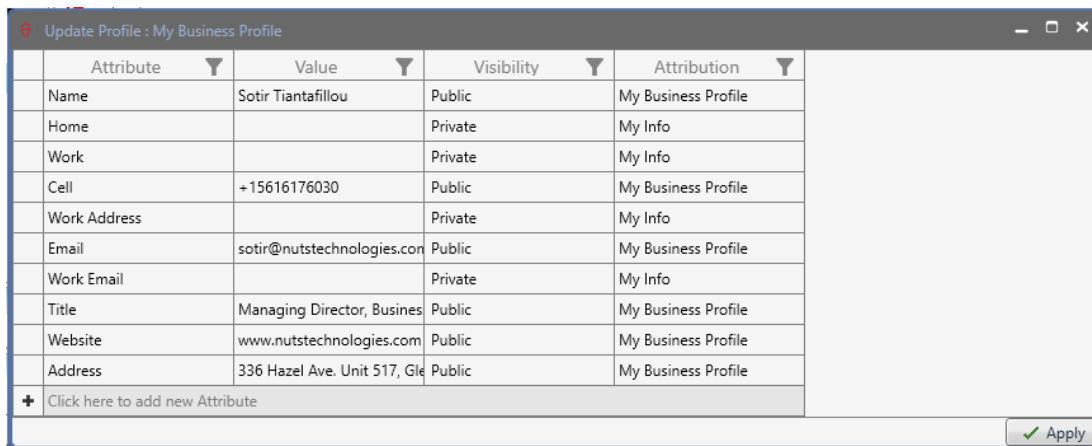 Update Profile : My Business Profile
Attribute Value Visibility Attribution
Name Sotir Tiantafillou Public My Business Profile
Home Private My Info
Work Private My Info
Cell +15616176030 Public My Business Profile
Work Address Private My Info
Email sotir@nutstechnologies.con Public My Business Profile
Work Email Private My Info
Title Managing Director, Busines Public My Business Profile
Website www.nutstechnologies.com Public My Business Profile
Address 336 Hazel Ave. Unit 517, Gle Public My Business Profile
+ Click here to add new Attribute
Apply